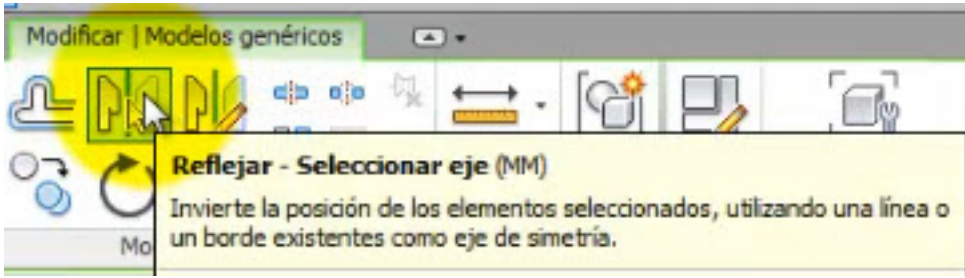 Modificar | Modelos genéricos
Reflejar - Seleccionar eje (MM)
Invierte la posición de los elementos seleccionados, utilizando una línea o
un borde existentes como eje de simetría.
Mo